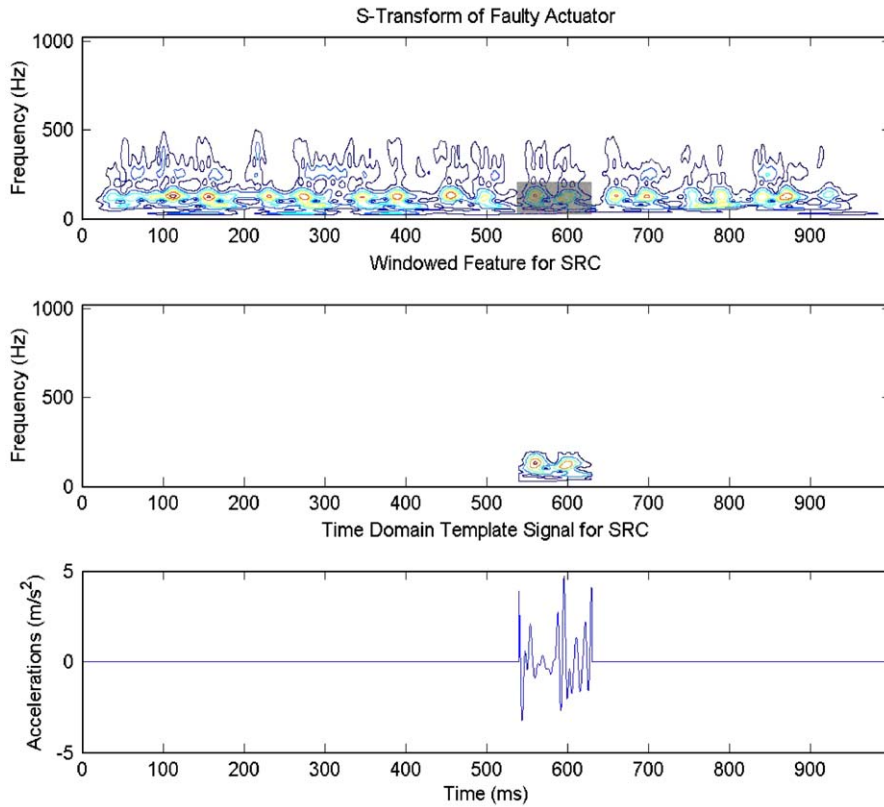 S-Transform of Faulty Actuator
Frequency (Hz)
1000
500
0
0 100 200 300 400 500 600 700 800 900
Windowed Feature for SRC
Frequency (Hz)
1000
500
0
0 100 200 300 400 500 600 700 800 900
Time Domain Template Signal for SRC
Accelerations (m/s²)
5
0
-5
0 100 200 300 400 500 600 700 800 900
Time (ms)